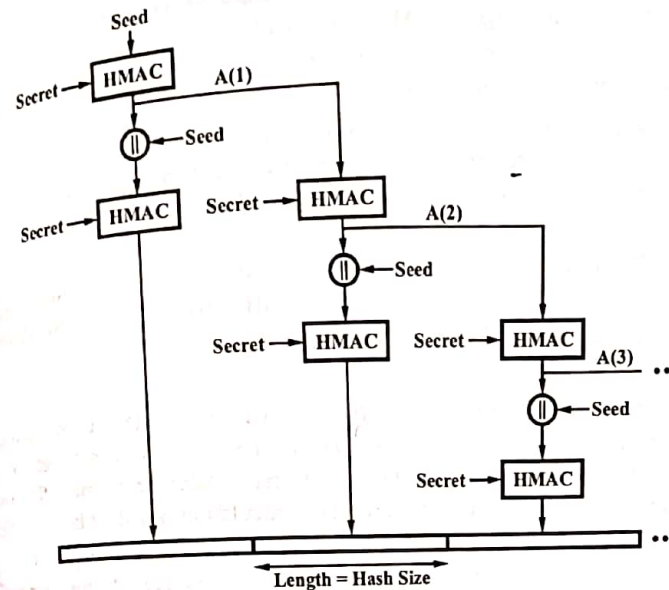 Seed
HMAC
Secret
A(1)
||
Seed
HMAC
Secret
Secret
HMAC
A(2)
||
Seed
Secret
HMAC
Secret
HMAC
A(3)
||
Seed
Secret
HMAC
Length = Hash Size